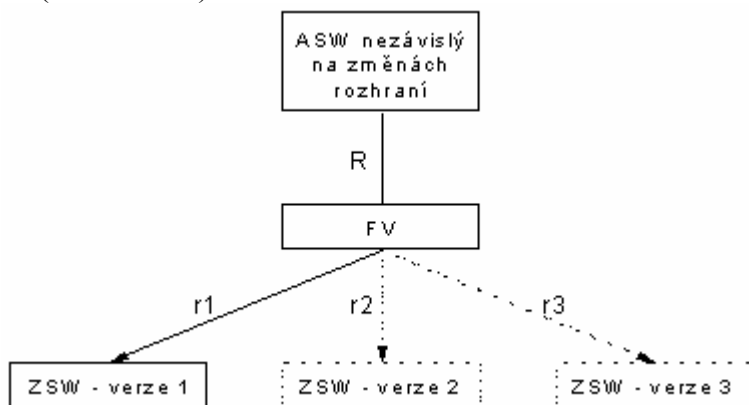 ASW nezávislý
na změnách
rozhraní
R
FV
r1
r2
r3
ZSW - verze 1
ZSW - verze 2
ZSW - verze 3